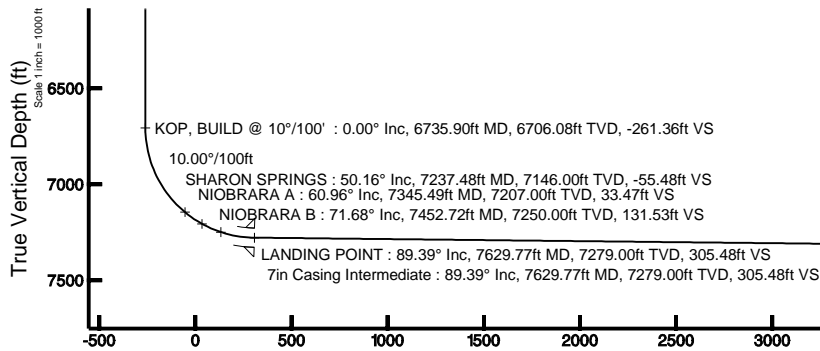 True Vertical Depth (ft)
Scale 1 inch = 1000 ft
6500
KOP, BUILD @ 10°/100' : 0.00° Inc, 6735.90ft MD, 6706.08ft TVD, -261.36ft VS
10.00°/100ft
SHARON SPRINGS : 50.16° Inc, 7237.48ft MD, 7146.00ft TVD, -55.48ft VS
7000
NIOBRARA A : 60.96° Inc, 7345.49ft MD, 7207.00ft TVD, 33.47ft VS
NIOBRARA B : 71.68° Inc, 7452.72ft MD, 7250.00ft TVD, 131.53ft VS
LANDING POINT : 89.39° Inc, 7629.77ft MD, 7279.00ft TVD, 305.48ft VS
7in Casing Intermediate : 89.39° Inc, 7629.77ft MD, 7279.00ft TVD, 305.48ft VS
7500
-500 0 500 1000 1500 2000 2500 3000